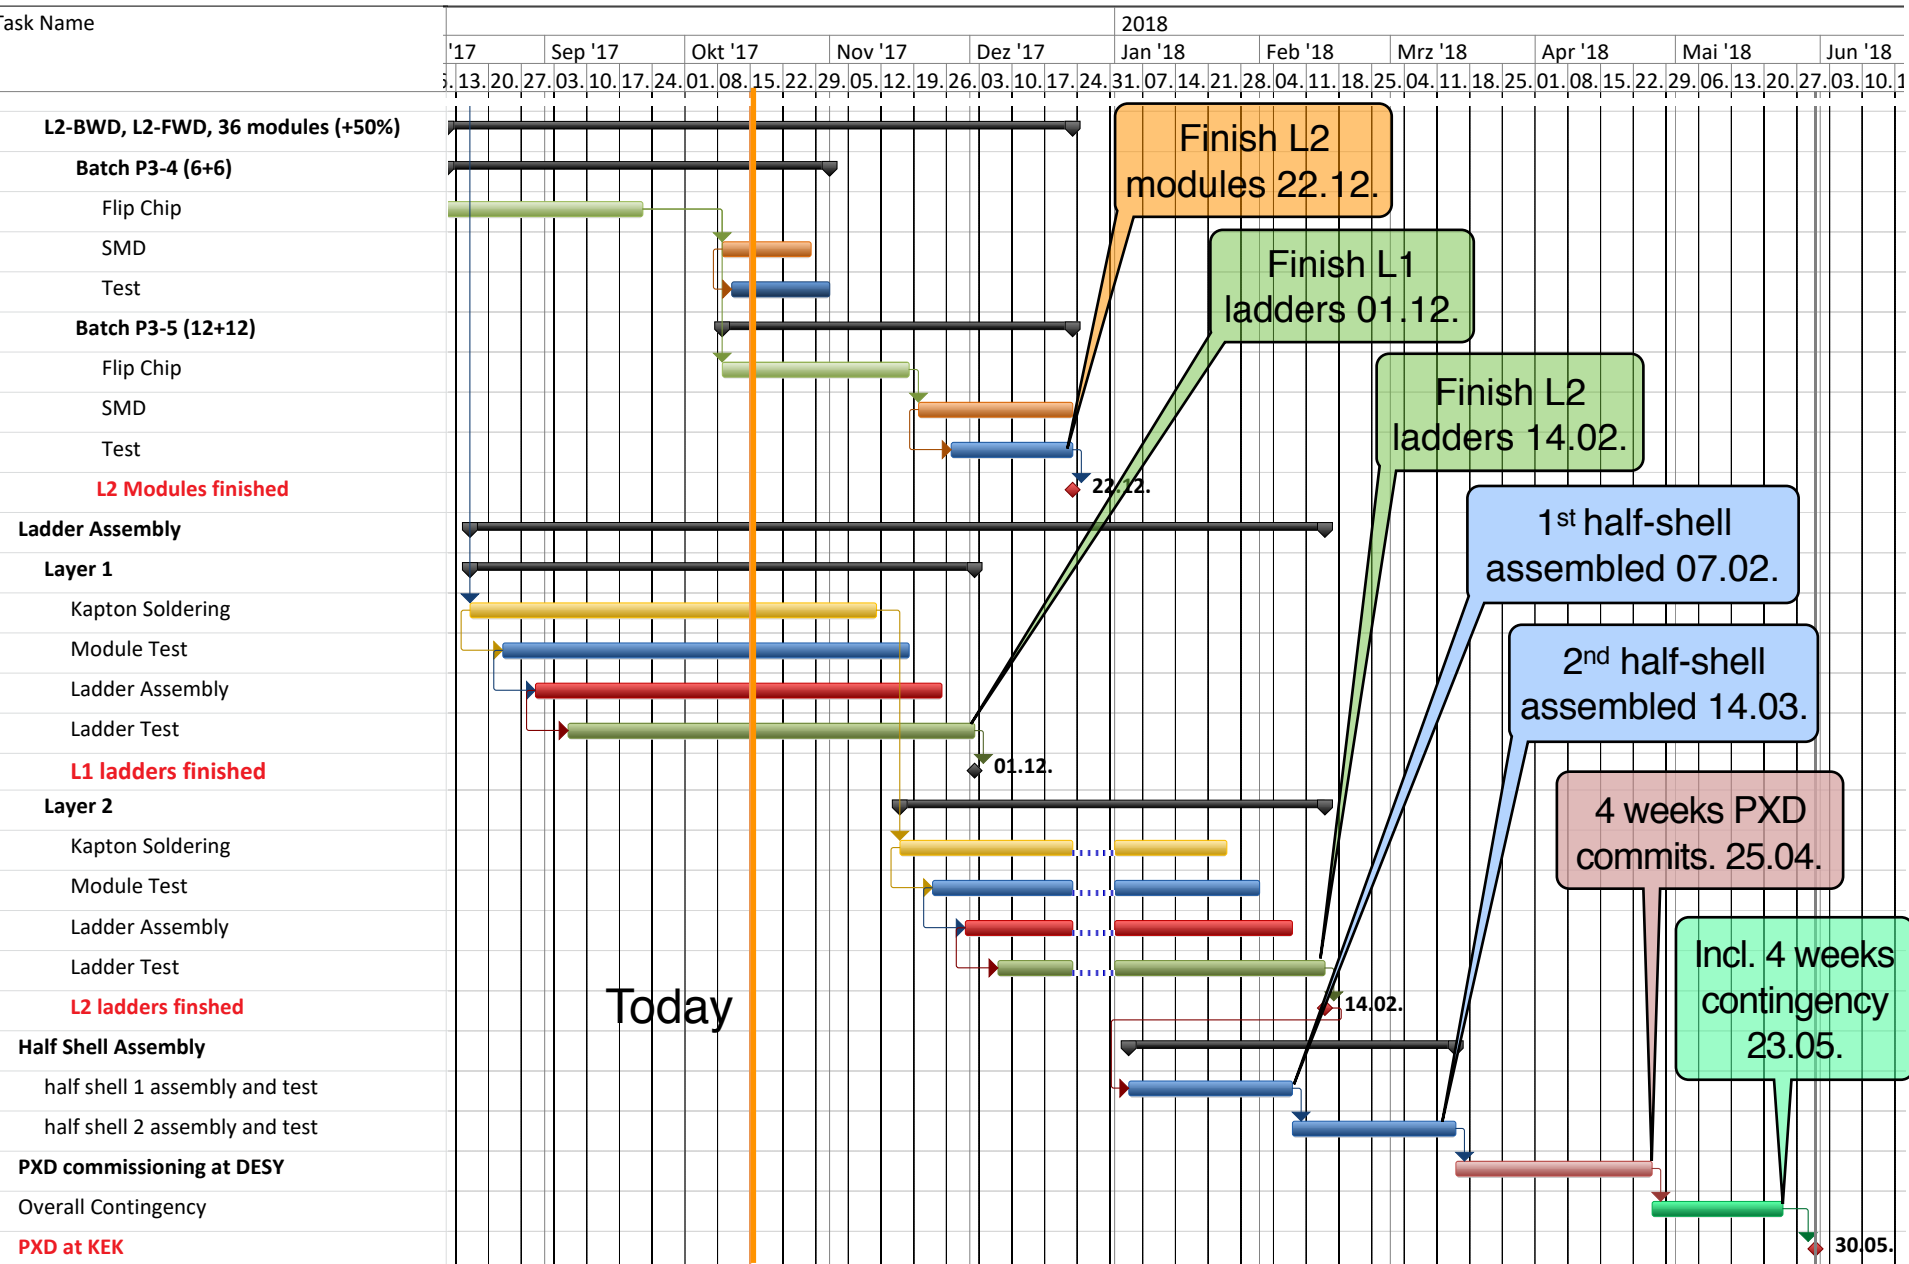 Task Name
2018
'17 Sep '17 Okt '17 Nov '17 Dez '17 Jan '18 Feb '18 Mrz '18 Apr '18 Mai '18 Jun '18
13. 20. 27. 03. 10. 17. 24. 01. 08. 15. 22. 29. 05. 12. 19. 26. 03. 10. 17. 24. 31. 07. 14. 21. 28. 04. 11. 18. 25. 04. 11. 18. 25. 01. 08. 15. 22. 29. 06. 13. 20. 27. 03. 10. 1
L2-BWD, L2-FWD, 36 modules (+50%)
Finish L2
modules 22.12.
Batch P3-4 (6+6)
Flip Chip
SMD
Finish L1
ladders 01.12.
Test
Batch P3-5 (12+12)
Flip Chip
Finish L2
ladders 14.02.
SMD
Test
L2 Modules finished
22.12.
Ladder Assembly
1st half-shell
assembled 07.02.
Layer 1
Kapton Soldering
Module Test
2nd half-shell
assembled 14.03.
Ladder Assembly
Ladder Test
L1 ladders finished
01.12.
Layer 2
4 weeks PXD
commits. 25.04.
Kapton Soldering
Module Test
Ladder Assembly
Ladder Test
Incl. 4 weeks
contingency
23.05.
L2 ladders finshed
Today
14.02.
Half Shell Assembly
half shell 1 assembly and test
half shell 2 assembly and test
PXD commissioning at DESY
Overall Contingency
PXD at KEK
30.05.